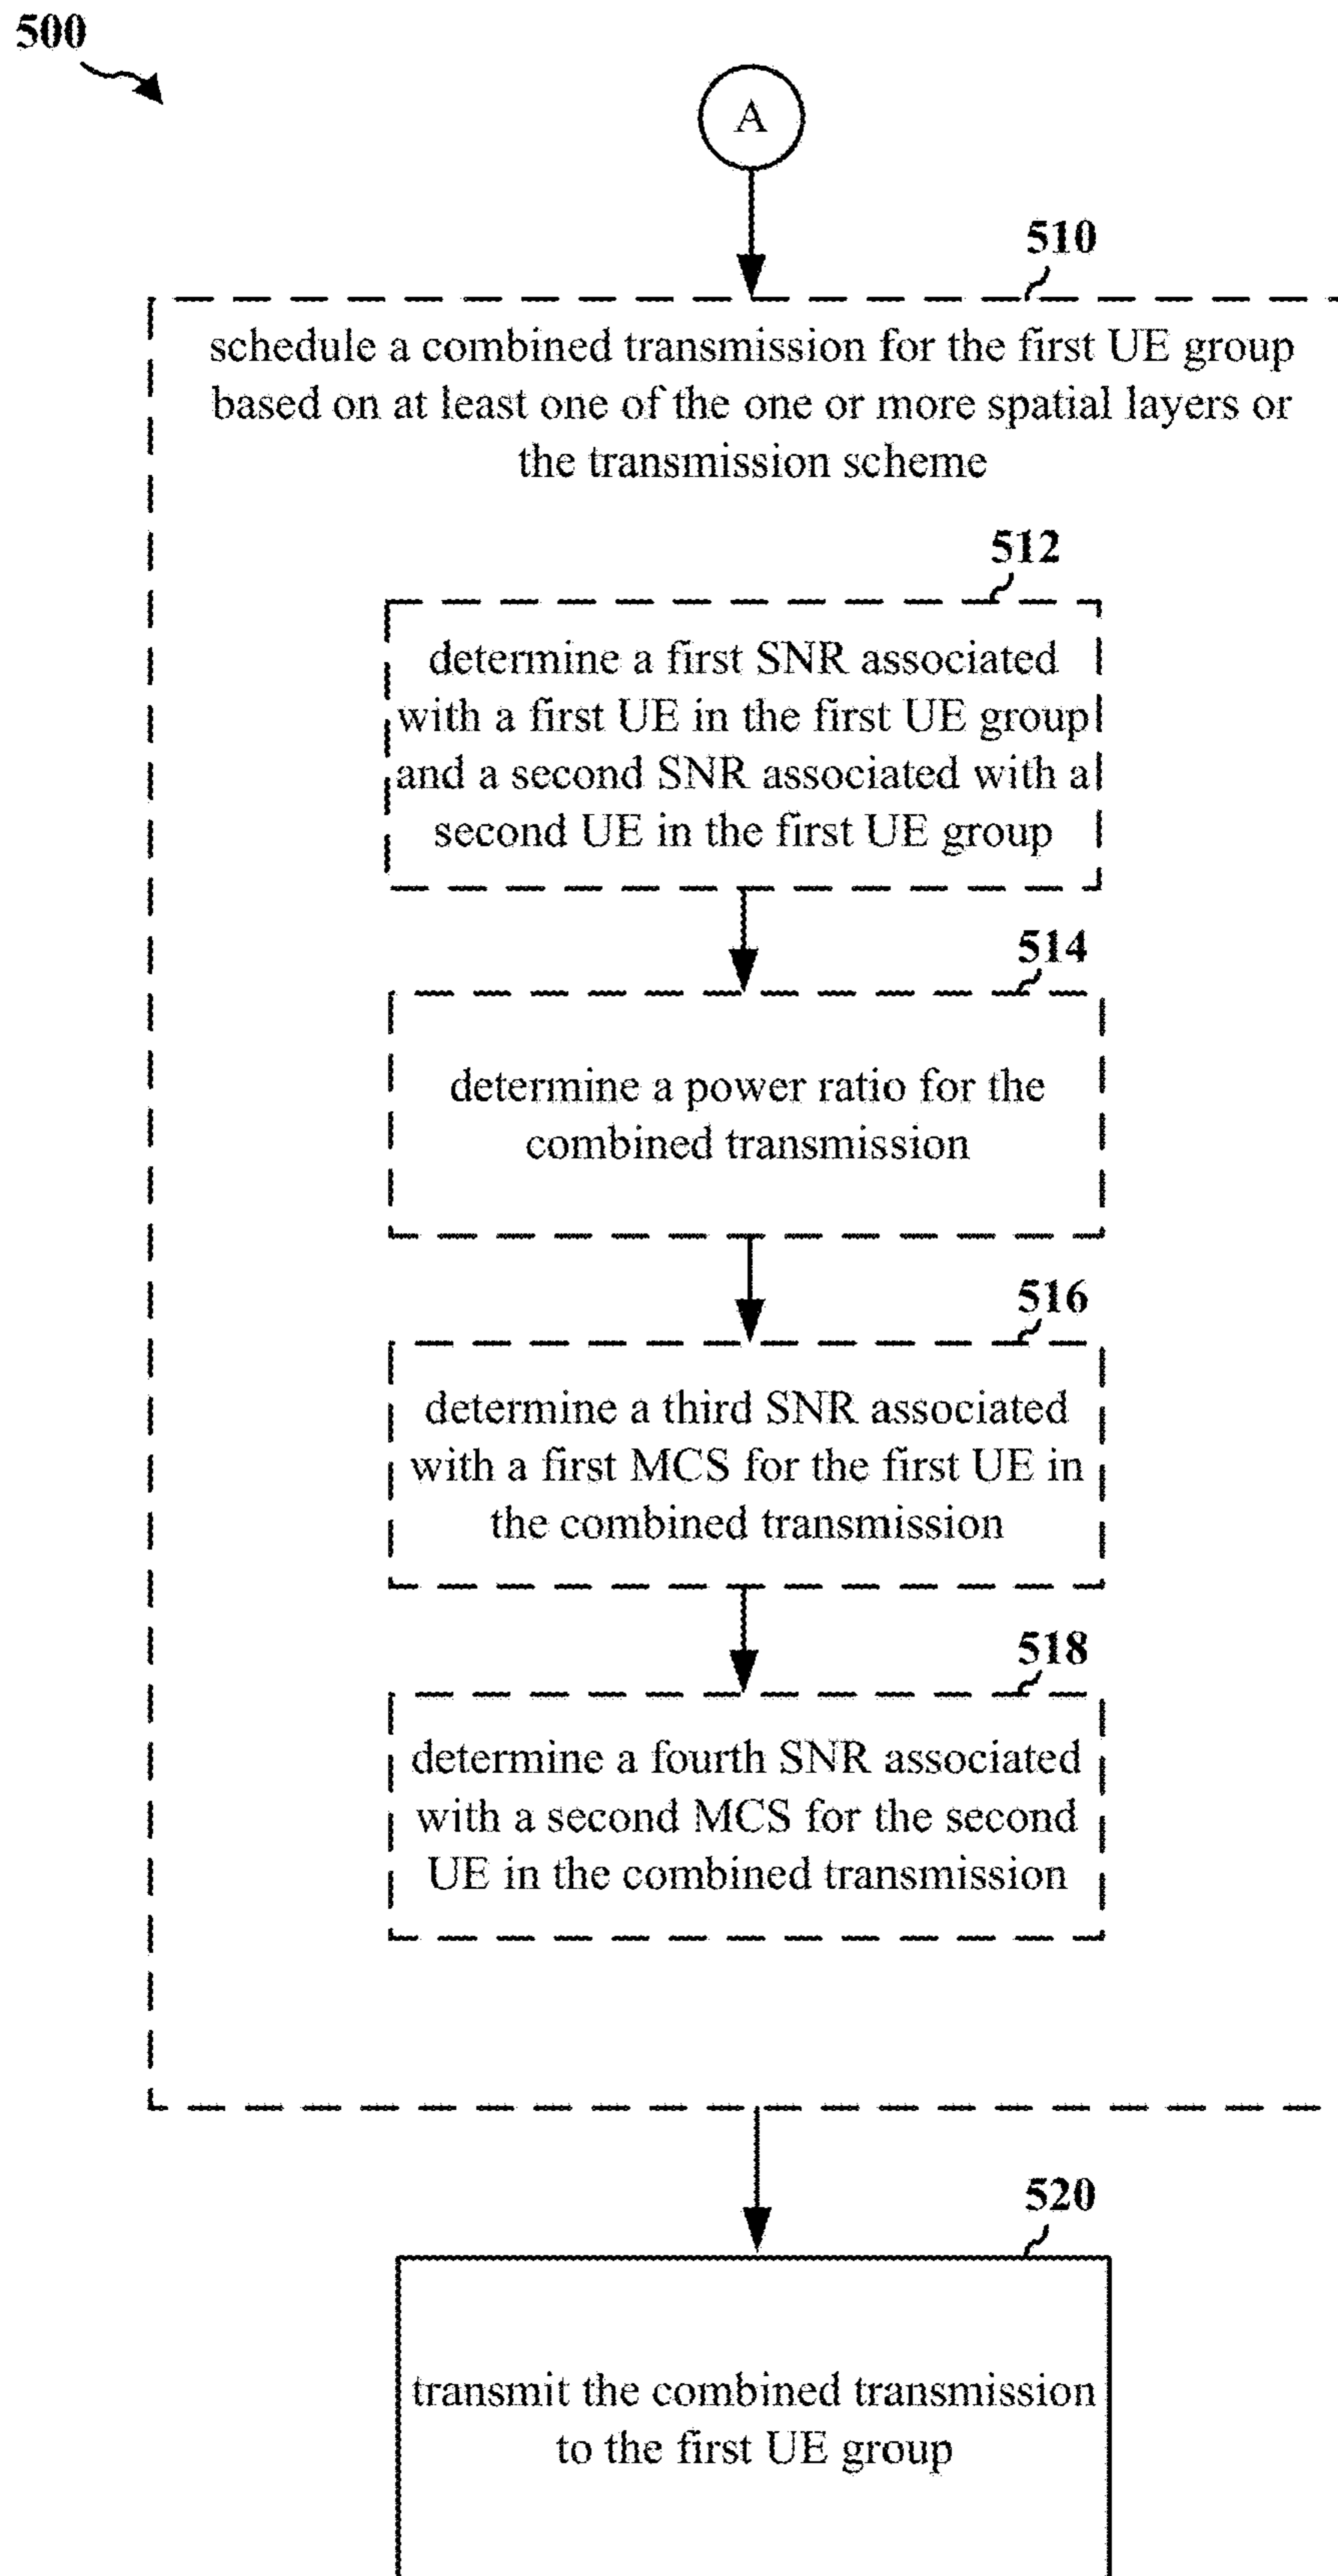 500
A
510
schedule a combined transmission for the first UE group
based on at least one of the one or more spatial layers or
the transmission scheme
512
determine a first SNR associated
with a first UE in the first UE group
and a second SNR associated with a
second UE in the first UE group
514
determine a power ratio for the
combined transmission
516
determine a third SNR associated
with a first MCS for the first UE in
the combined transmission
518
determine a fourth SNR associated
with a second MCS for the second
UE in the combined transmission
520
transmit the combined transmission
to the first UE group